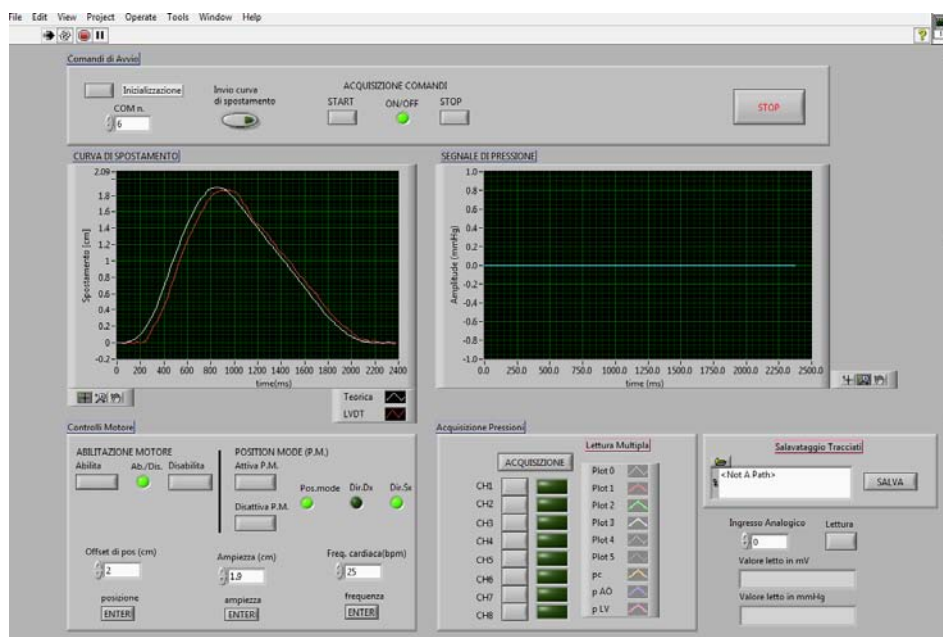 File Edit View Project Operate Tools Window Help
Comandi di Avvio
Inizializzazione
COM n.
6
Invio curva
di spostamento
ACQUISIZIONE COMANDI
START ON/OFF STOP
STOP
CURVA DI SPOSTAMENTO
2.09
1.8
1.6
1.4
1.2
1
0.8
0.6
0.4
0.2
0
-0.2
Spostamento [cm]
0 200 400 600 800 1000 1200 1400 1600 1800 2000 2200 2400
time(ms)
Teorica
LVDT
SEGNALE DI PRESSIONE
1.0
0.8
0.6
0.4
0.2
0.0
-0.2
-0.4
-0.6
-0.8
-1.0
Amplitude (mmHg)
0.0 250.0 500.0 750.0 1000.0 1250.0 1500.0 1750.0 2000.0 2250.0 2500.0
time (ms)
Controlli Motore
ABILITAZIONE MOTORE
Abilita Ab./Dis. Disabilita
POSITION MODE (P.M.)
Attiva P.M.
Disattiva P.M.
Pos.mode Dir.Dx Dir.Sx
Offset di pos (cm)
2
posizione
ENTER
Ampiezza (cm)
1.9
ampiezza
ENTER
Freq. cardiaca(bpm)
25
frequenza
ENTER
Acquisizione Pressioni
ACQUISIZIONE
CH1
CH2
CH3
CH4
CH5
CH6
CH7
CH8
Lettura Multipla
Plot 0
Plot 1
Plot 2
Plot 3
Plot 4
Plot 5
pc
p AO
p LV
Salavataggio Tracciati
<Not A Path>
SALVA
Ingresso Analogico Lettura
0
Valore letto in mV
Valore letto in mmHg